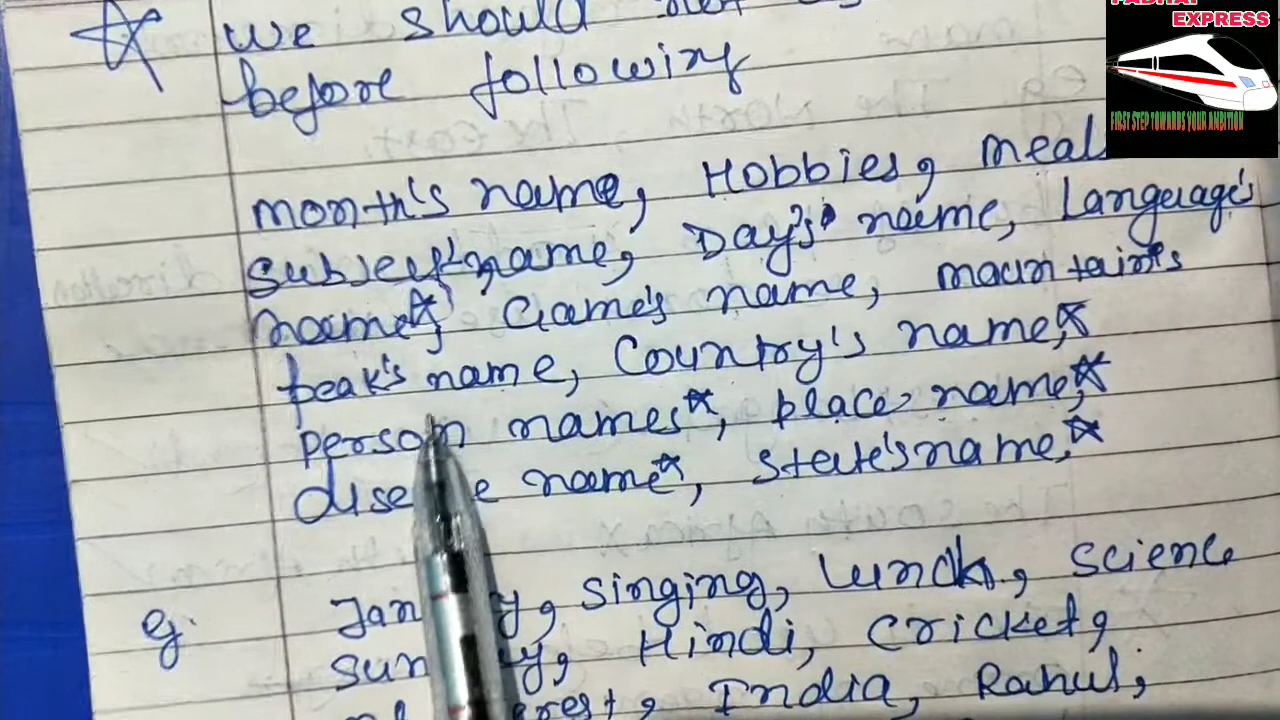 PADHAI
EXPRESS
FIRST STEP TOWARDS YOUR AMBITION
We should not
before following
month's name, Hobbies, meal
subject name, Day's name, Language's
name, Game's name, mountain's
peak's name, Country's name,
person names, place name,
name, state's name,
eg. singing, Lunch, science
Hindi, Cricket,
India, Rahul,